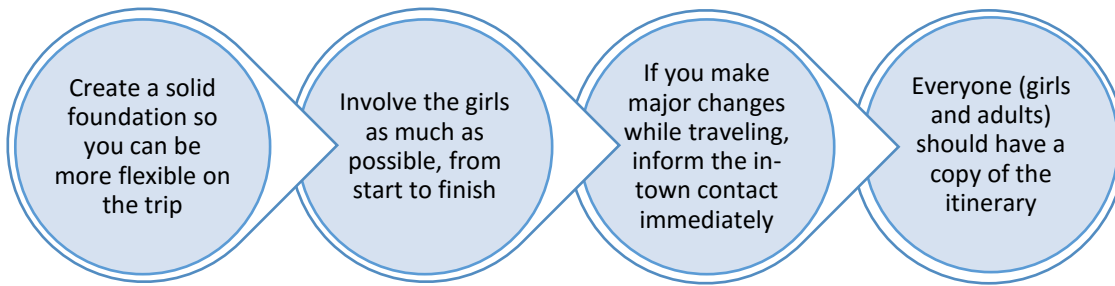 Create a solid
foundation so
you can be
more flexible on
the trip
Involve the girls
as much as
possible, from
start to finish
If you make
major changes
while traveling,
inform the in-
town contact
immediately
Everyone (girls
and adults)
should have a
copy of the
itinerary